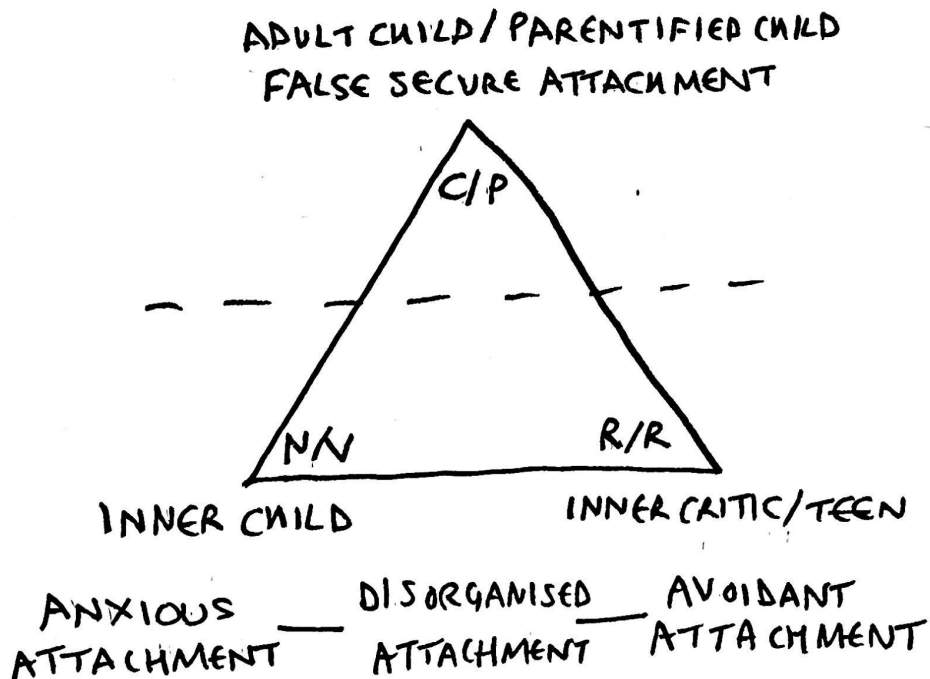 ADULT CHILD/PARENTIFIED CHILD
FALSE SECURE ATTACHMENT
C/P
N/N
R/R
INNER CHILD
INNER CRITIC/TEEN
ANXIOUS ATTACHMENT — DISORGANISED ATTACHMENT — AVOIDANT ATTACHMENT